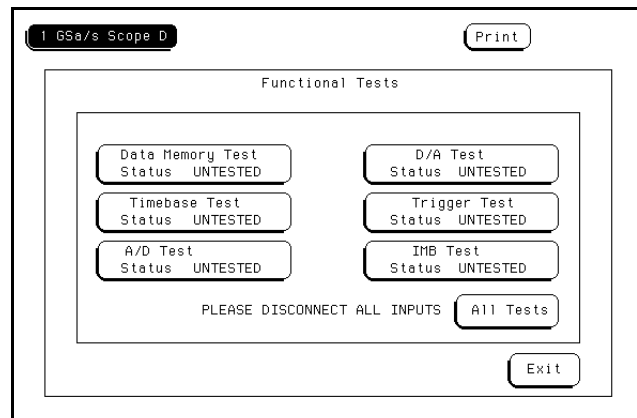 1 GSa/s Scope D
Print
Functional Tests
Data Memory Test
Status UNTESTED
D/A Test
Status UNTESTED
Timebase Test
Status UNTESTED
Trigger Test
Status UNTESTED
A/D Test
Status UNTESTED
IMB Test
Status UNTESTED
PLEASE DISCONNECT ALL INPUTS
All Tests
Exit